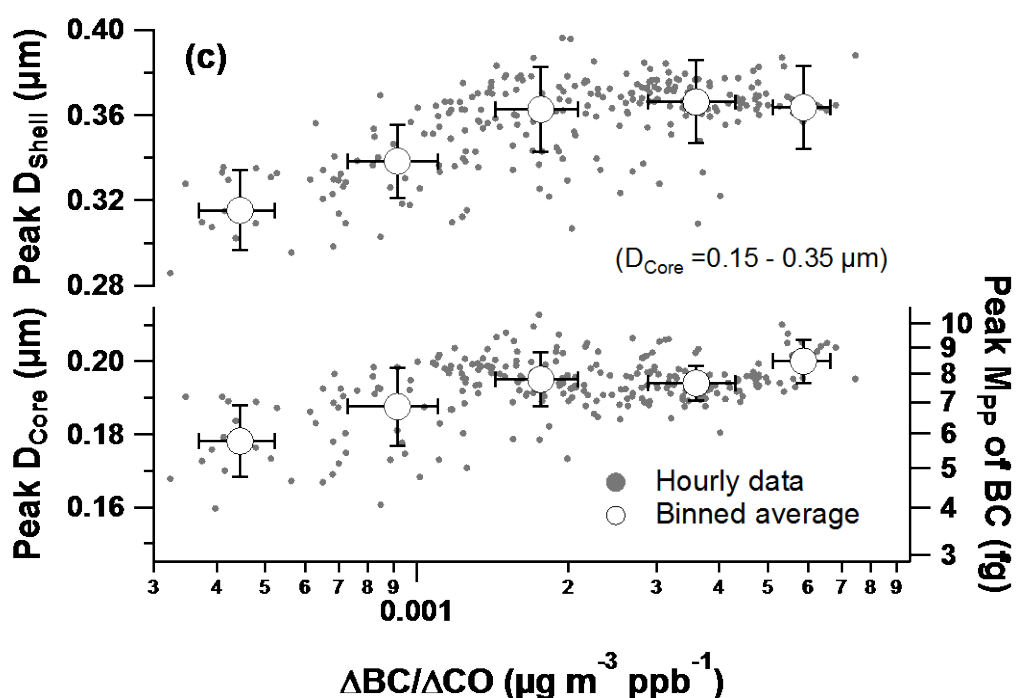 (c)
Peak D_Shell (µm)
0.40
0.36
0.32
0.28
(D_Core =0.15 - 0.35 µm)
Peak D_Core (µm)
0.20
0.18
0.16
Peak M_PP of BC (fg)
10
9
8
7
6
5
4
3
Hourly data
Binned average
3 4 5 6 7 8 9 2 3 4 5 6 7 8 9
0.001
ΔBC/ΔCO (µg m⁻³ ppb⁻¹)